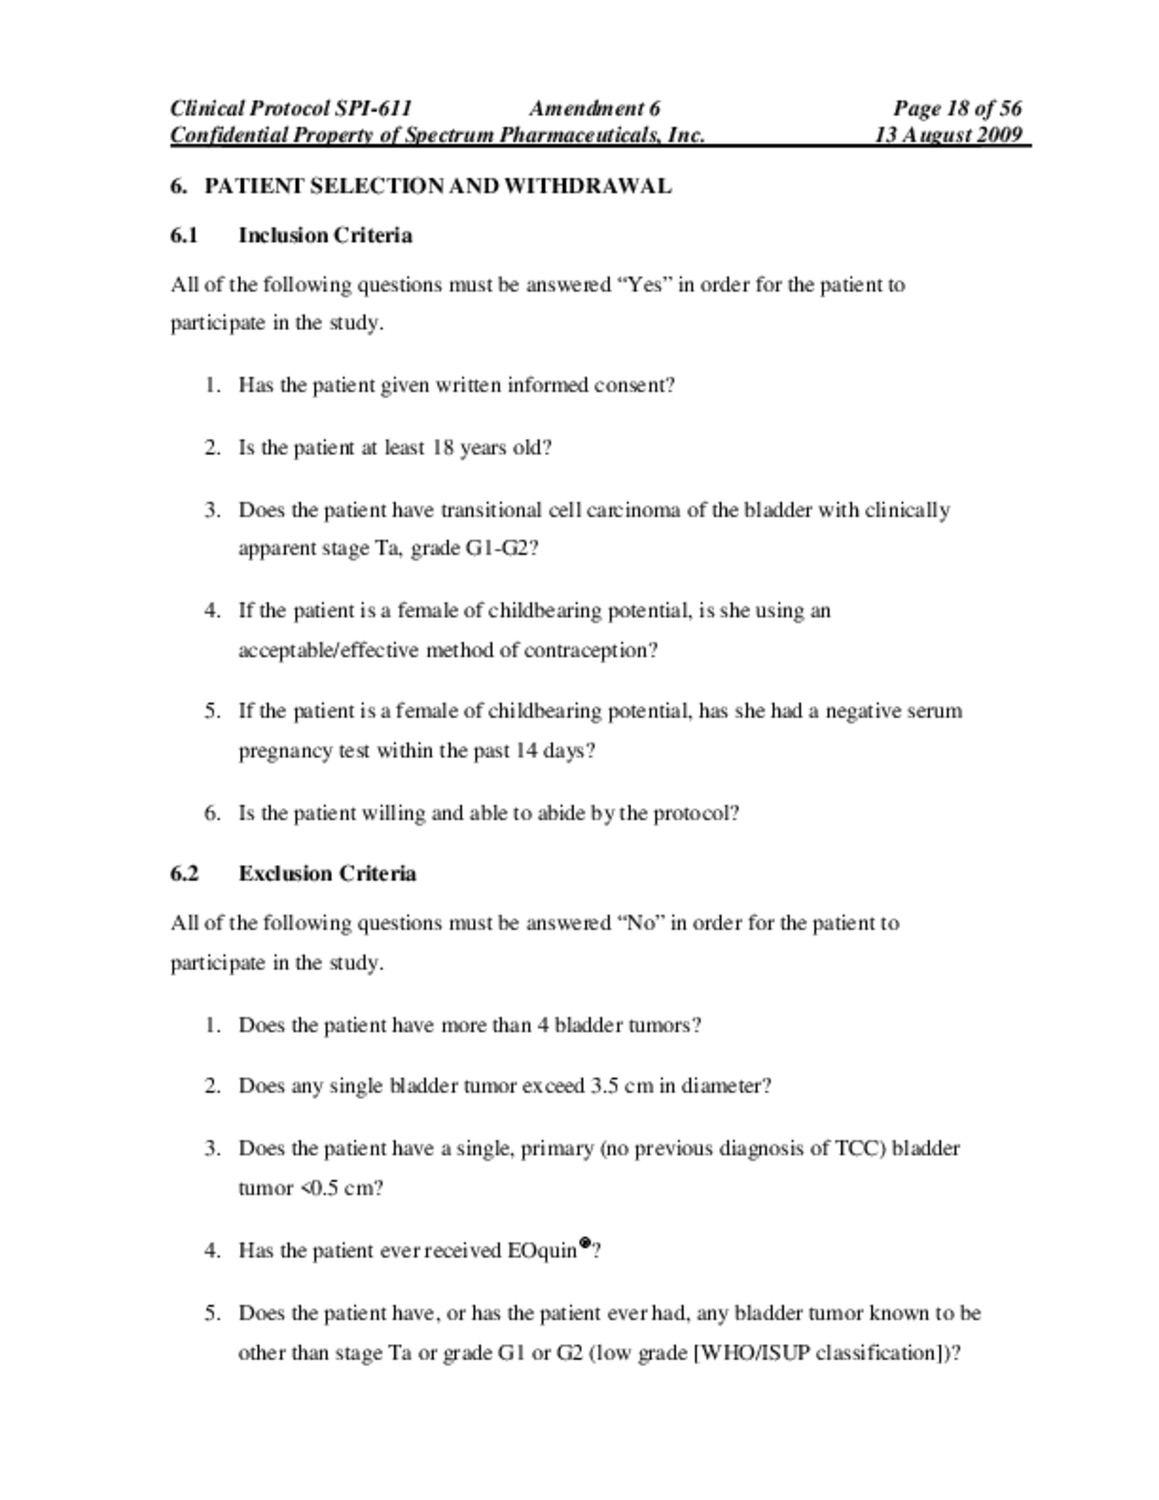 Clinical Protocol SPI-611 Amendment 6 Page 18 of 56
Confidential Property of Spectrum Pharmaceuticals, Inc. 13 August 2009
6. PATIENT SELECTION AND WITHDRAWAL
6.1 Inclusion Criteria
All of the following questions must be answered “Yes” in order for the patient to
participate in the study.
1. Has the patient given written informed consent?
2. Is the patient at least 18 years old?
3. Does the patient have transitional cell carcinoma of the bladder with clinically
apparent stage Ta, grade G1-G2?
4. If the patient is a female of childbearing potential, is she using an
acceptable/effective method of contraception?
5. If the patient is a female of childbearing potential, has she had a negative serum
pregnancy test within the past 14 days?
6. Is the patient willing and able to abide by the protocol?
6.2 Exclusion Criteria
All of the following questions must be answered “No” in order for the patient to
participate in the study.
1. Does the patient have more than 4 bladder tumors?
2. Does any single bladder tumor exceed 3.5 cm in diameter?
3. Does the patient have a single, primary (no previous diagnosis of TCC) bladder
tumor <0.5 cm?
4. Has the patient ever received EOquin®?
5. Does the patient have, or has the patient ever had, any bladder tumor known to be
other than stage Ta or grade G1 or G2 (low grade [WHO/ISUP classification])?